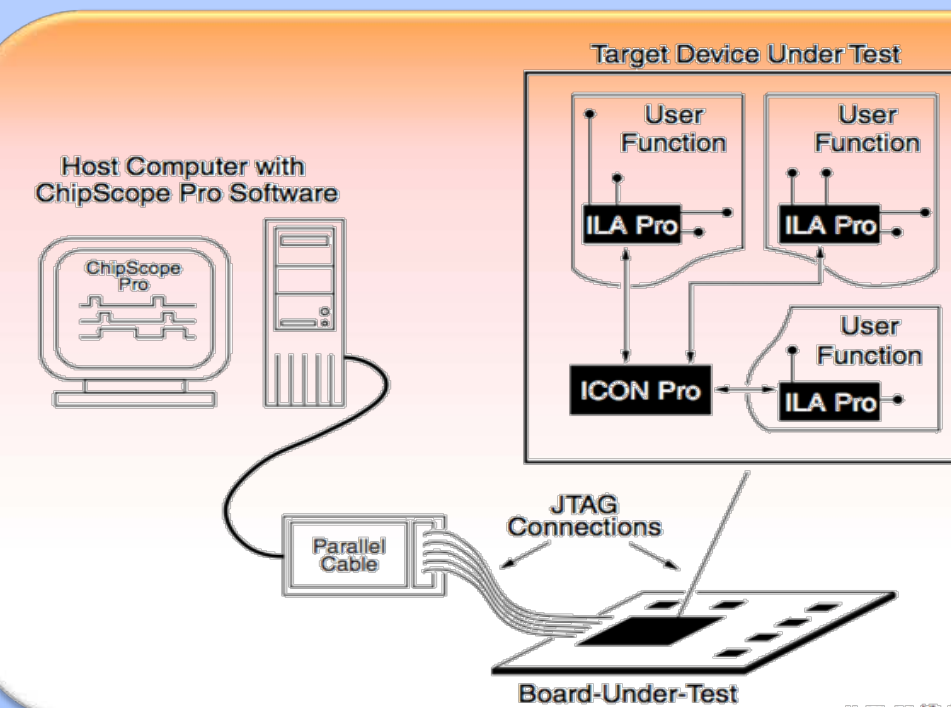 Target Device Under Test
User
Function
User
Function
ILA Pro
ILA Pro
User
Function
ILA Pro
ICON Pro
Host Computer with
ChipScope Pro Software
ChipScope
Pro
JTAG
Connections
Parallel
Cable
Board-Under-Test